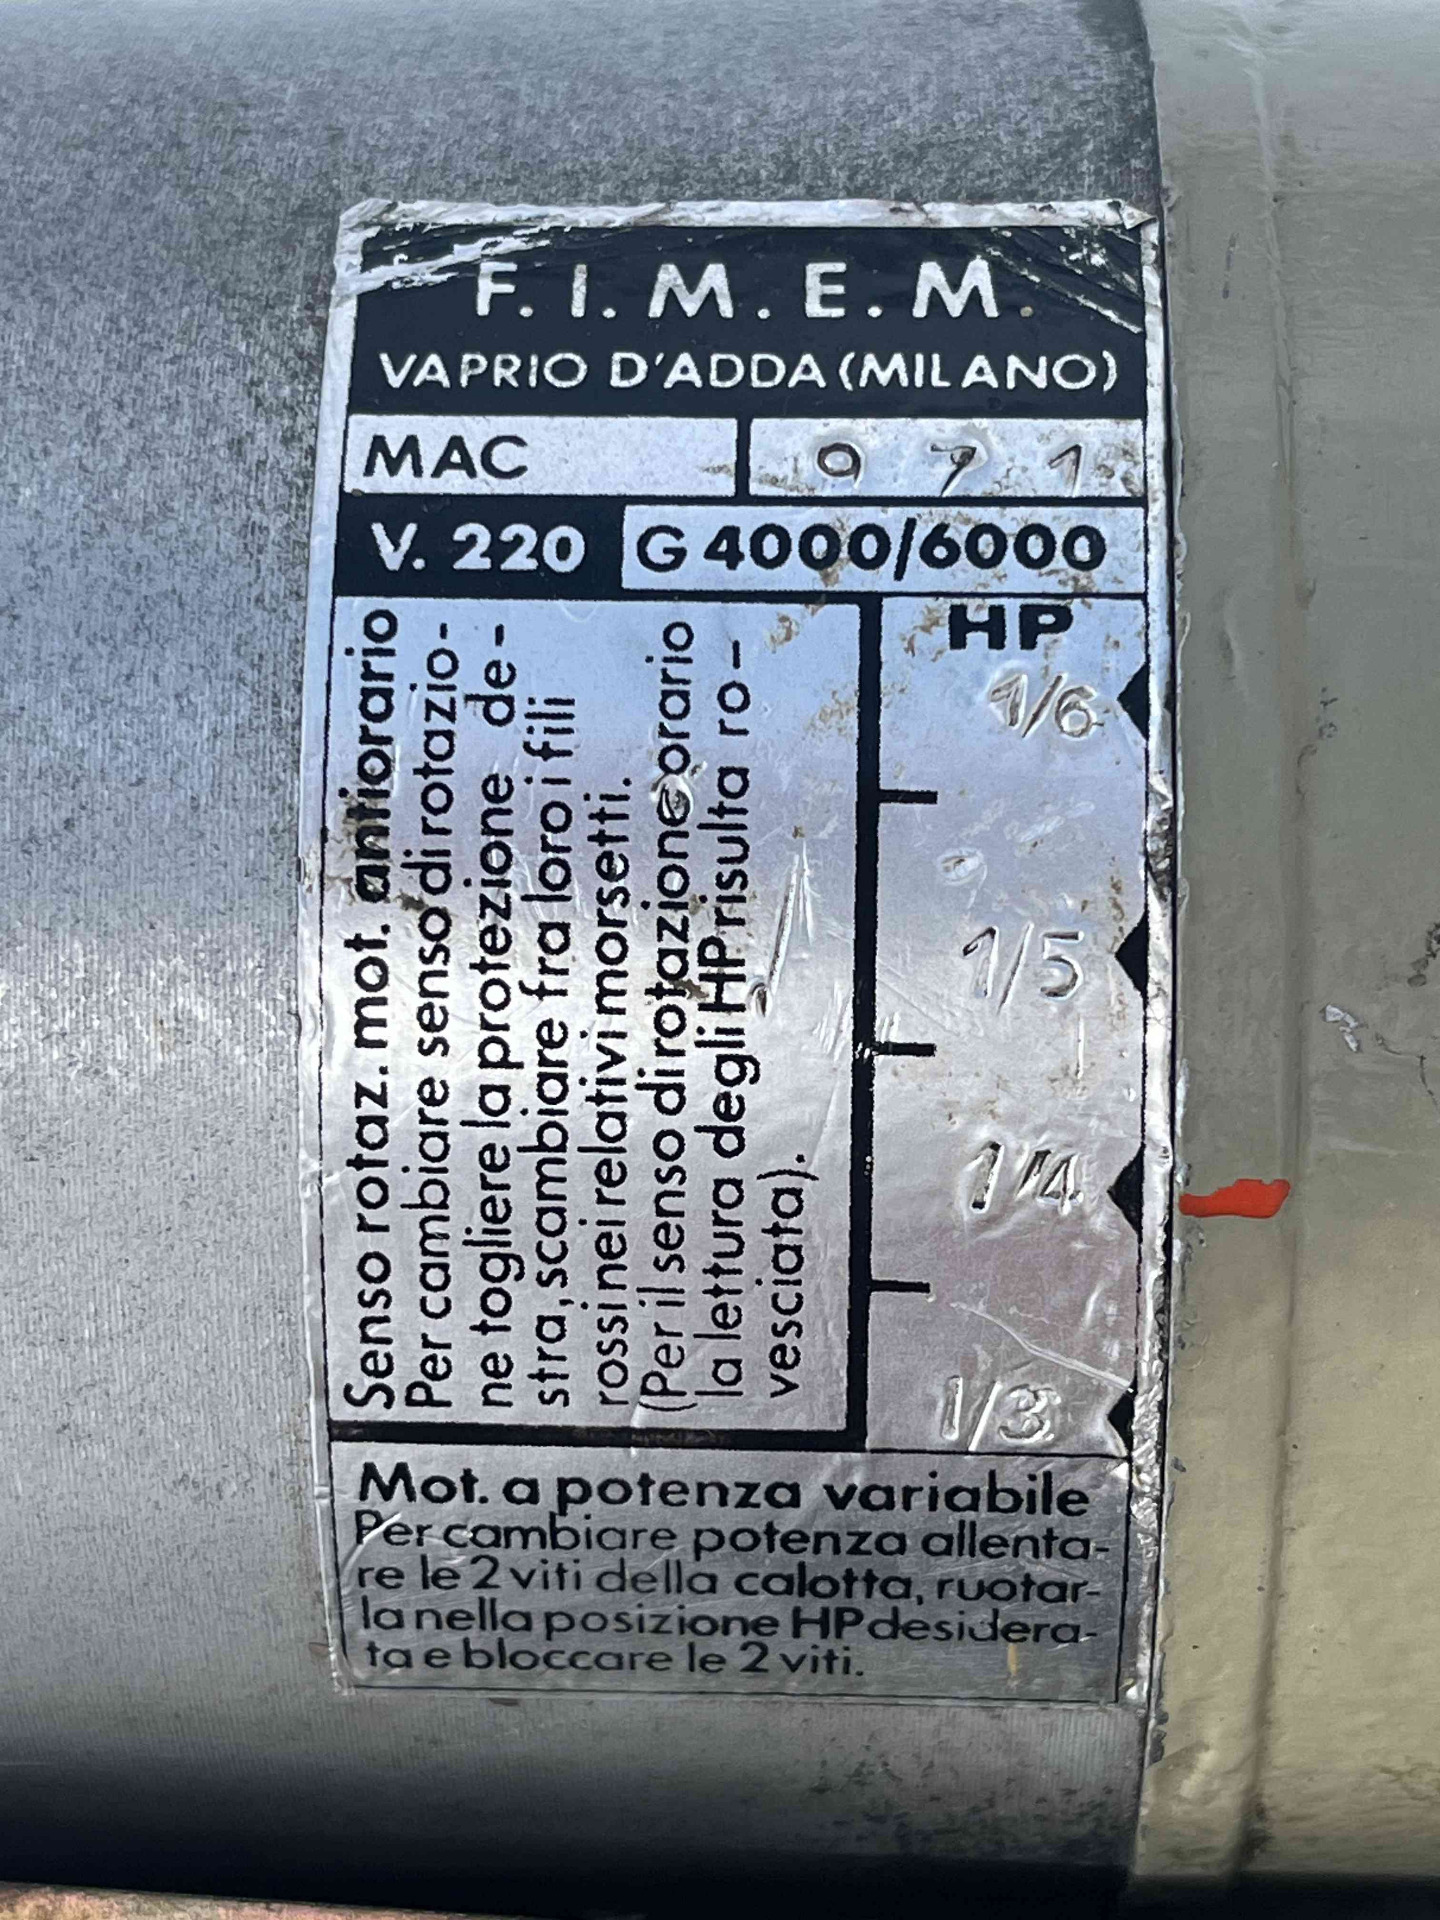 F. I. M. E. M.
VAPRIO D'ADDA (MILANO)
MAC 971
V. 220 G 4000/6000
Senso rotaz. mot. antiorario
Per cambiare senso di rotazio-
ne togliere la protezione de-
stra, scambiare fra loro i fili
rossi nei relativi morsetti.
(Per il senso di rotazione orario
la lettura degli HP risulta ro-
vesciata).
HP
1/6
1/5
1/4
1/3
Mot. a potenza variabile
Per cambiare potenza allenta-
re le 2 viti della calotta, ruotar-
la nella posizione HP desidera-
ta e bloccare le 2 viti.